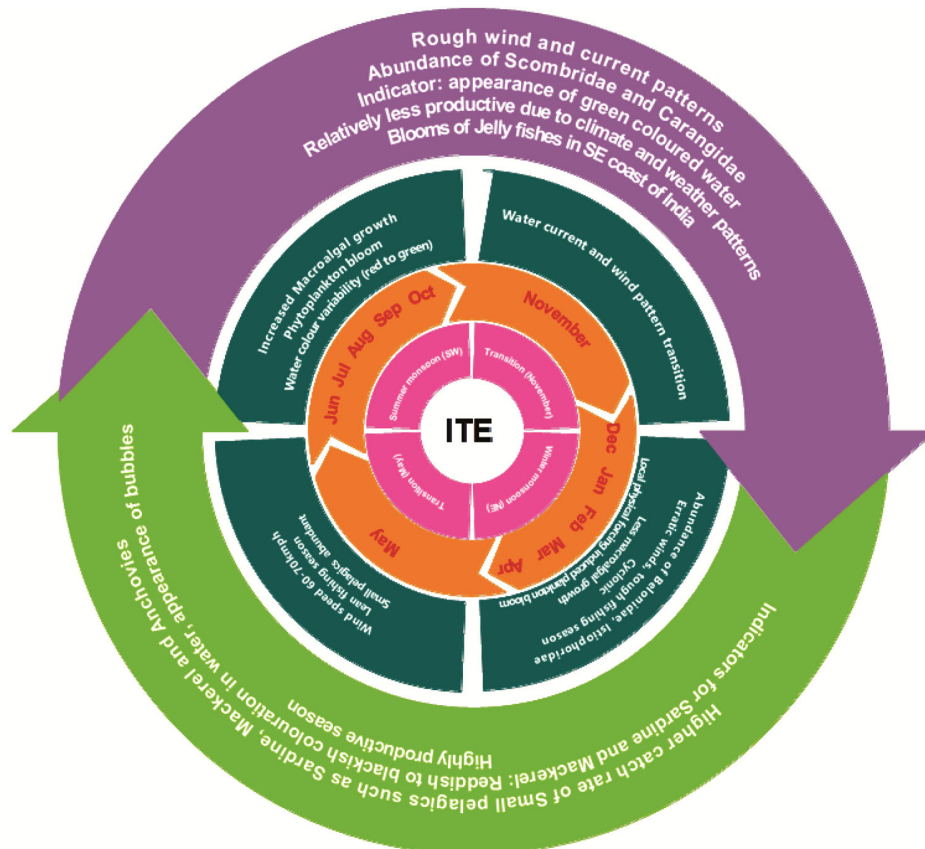 Rough wind and current patterns
Abundance of Scombridae and Carangidae
Indicator: appearance of green coloured water
Relatively less productive due to climate and weather patterns
Blooms of Jelly fishes in SE coast of India
Increased Macroalgal growth
Phytoplankton bloom
Water colour variability (red to green)
Water current and wind pattern transition
Jun Jul Aug Sep Oct
November
Summer monsoon (SW)
Transition (November)
ITE
Transition (May)
Winter monsoon (NE)
May
Dec Jan Feb Mar Apr
Wind speed 60-70kmph
Lean fishing season
Small pelagics abundant
Abundance of Belonidae, Istiophoridae
Erratic winds, tough fishing season
Cyclonic
Less macroalgal growth
Local physical forcing induced plankton bloom
Higher catch rate of Small pelagics such as Sardine, Mackerel and Anchovies
Indicators for Sardine and Mackerel: Reddish to blackish colouration in water, appearance of bubbles
Highly productive season